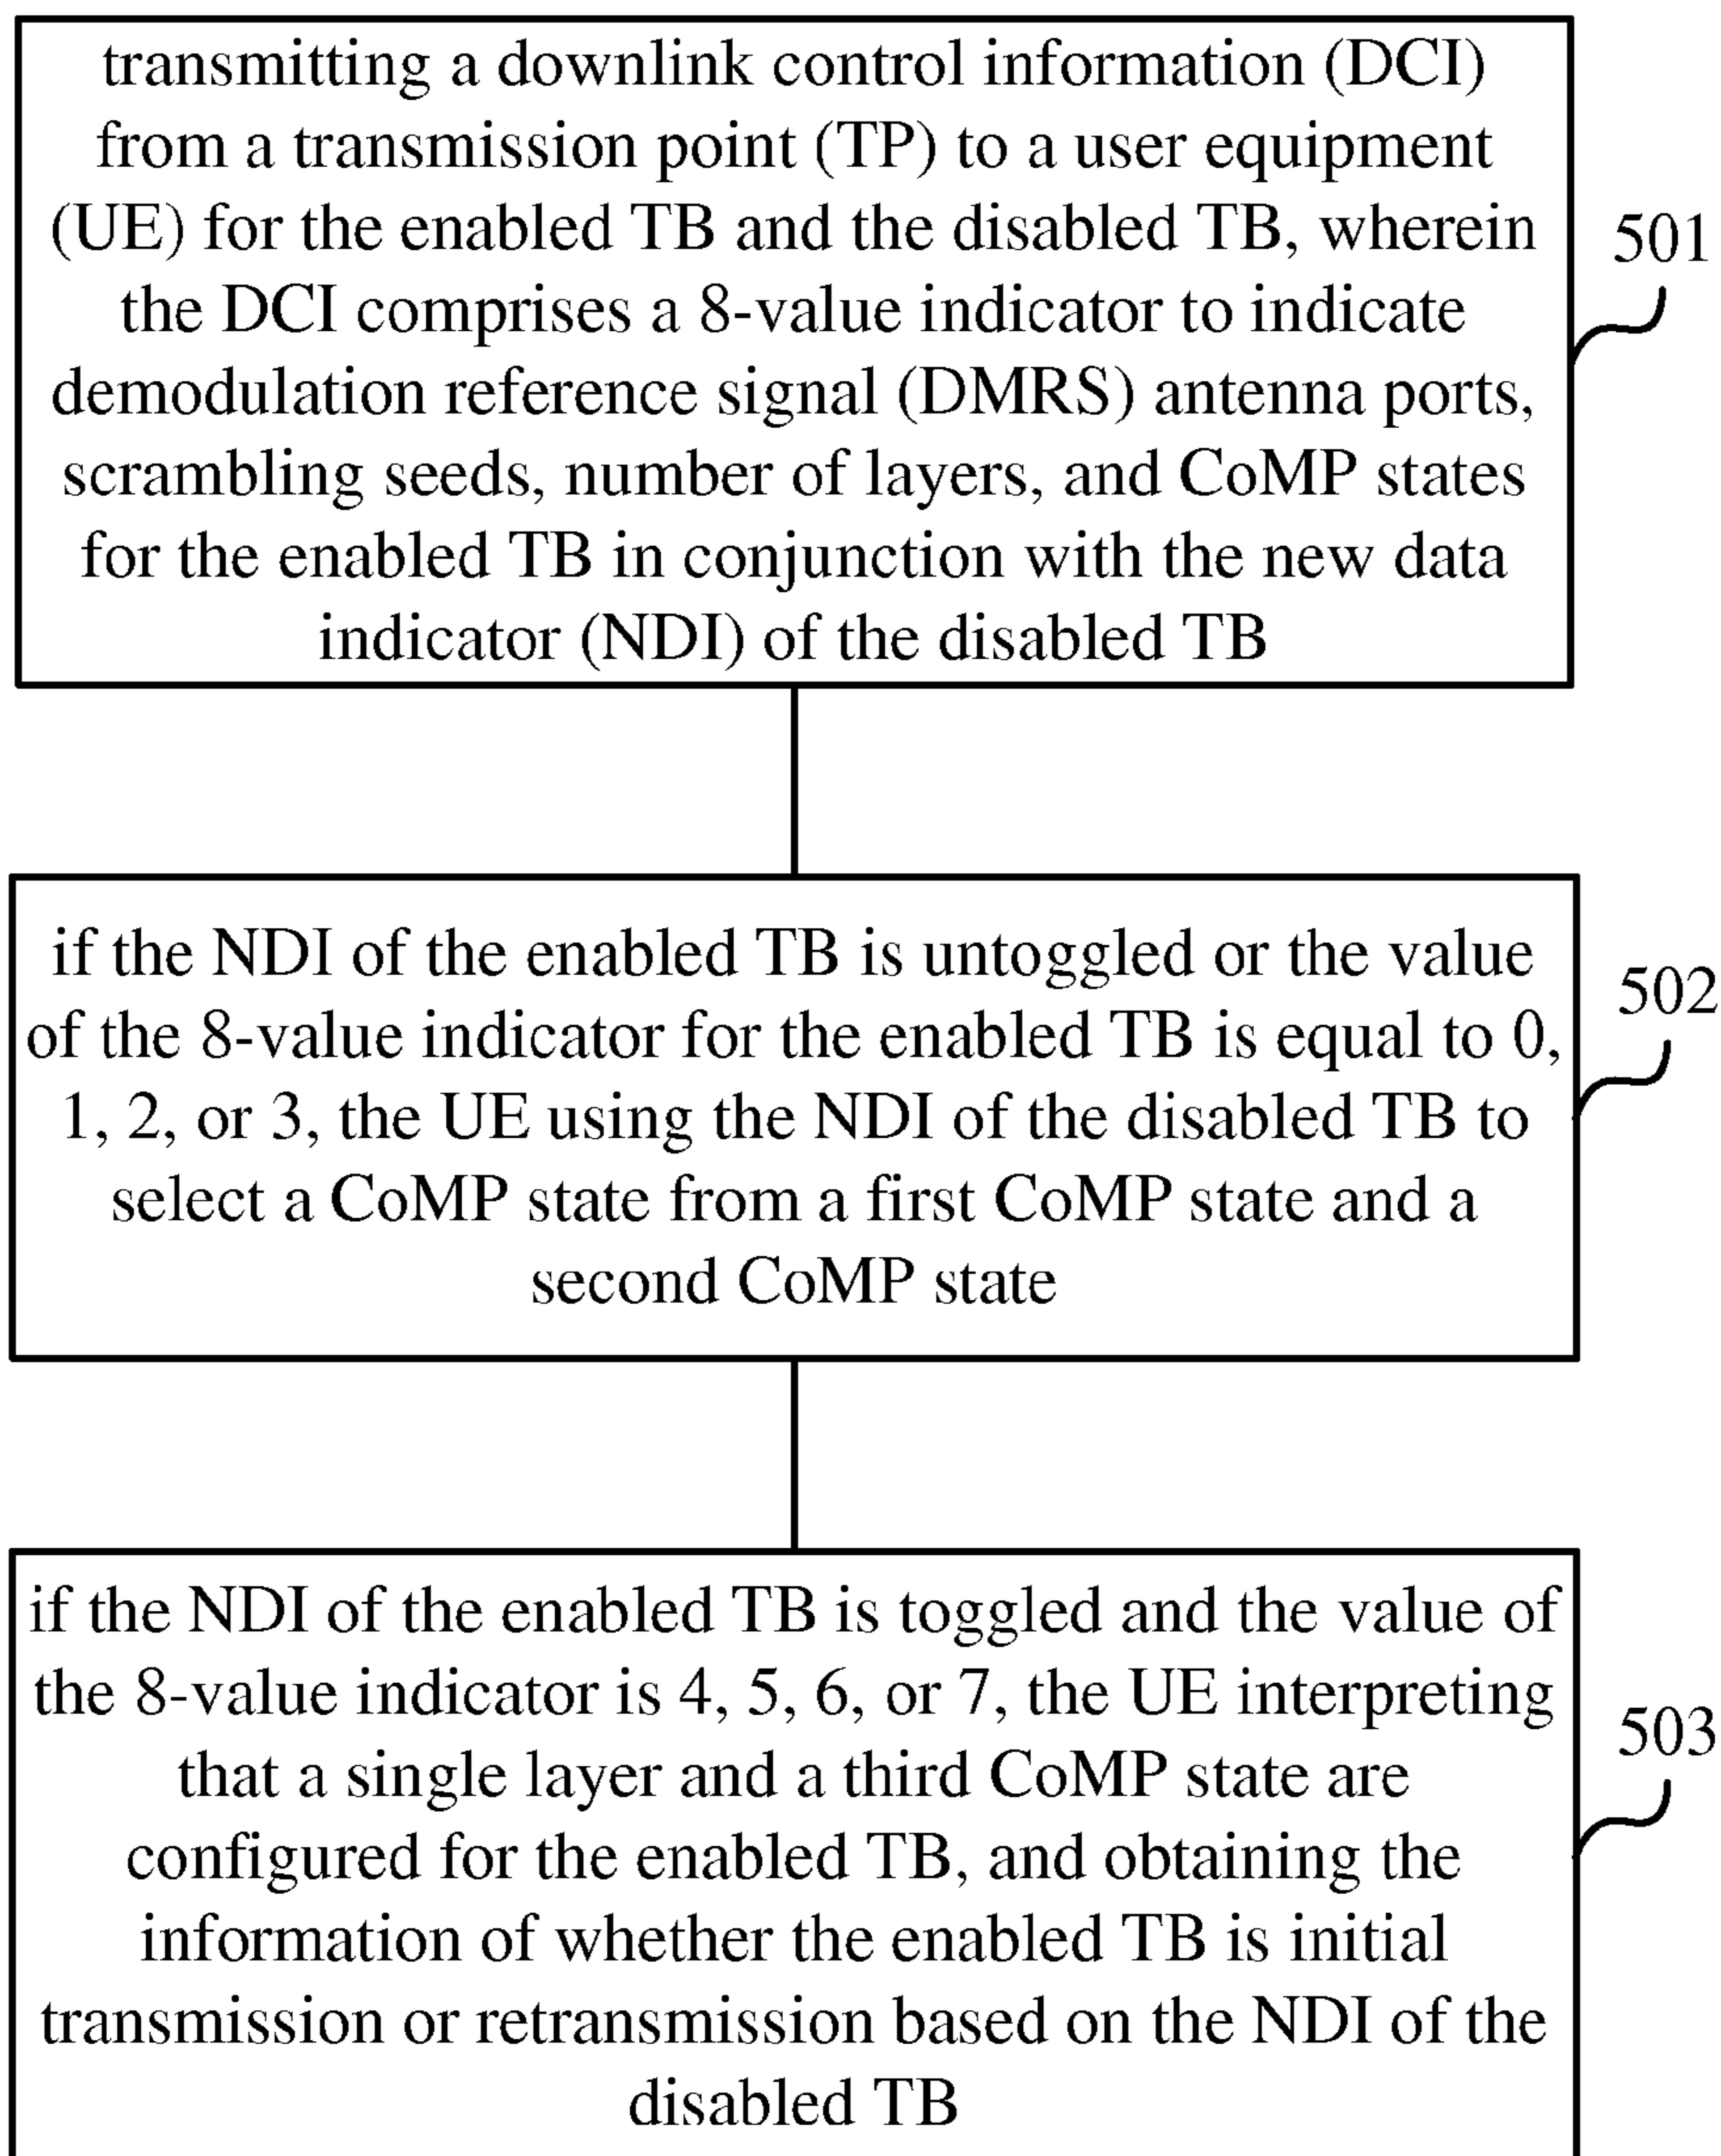 transmitting a downlink control information (DCI)
from a transmission point (TP) to a user equipment
(UE) for the enabled TB and the disabled TB, wherein
the DCI comprises a 8-value indicator to indicate
demodulation reference signal (DMRS) antenna ports,
scrambling seeds, number of layers, and CoMP states
for the enabled TB in conjunction with the new data
indicator (NDI) of the disabled TB
501
if the NDI of the enabled TB is untoggled or the value
of the 8-value indicator for the enabled TB is equal to 0,
1, 2, or 3, the UE using the NDI of the disabled TB to
select a CoMP state from a first CoMP state and a
second CoMP state
502
if the NDI of the enabled TB is toggled and the value of
the 8-value indicator is 4, 5, 6, or 7, the UE interpreting
that a single layer and a third CoMP state are
configured for the enabled TB, and obtaining the
information of whether the enabled TB is initial
transmission or retransmission based on the NDI of the
disabled TB
503